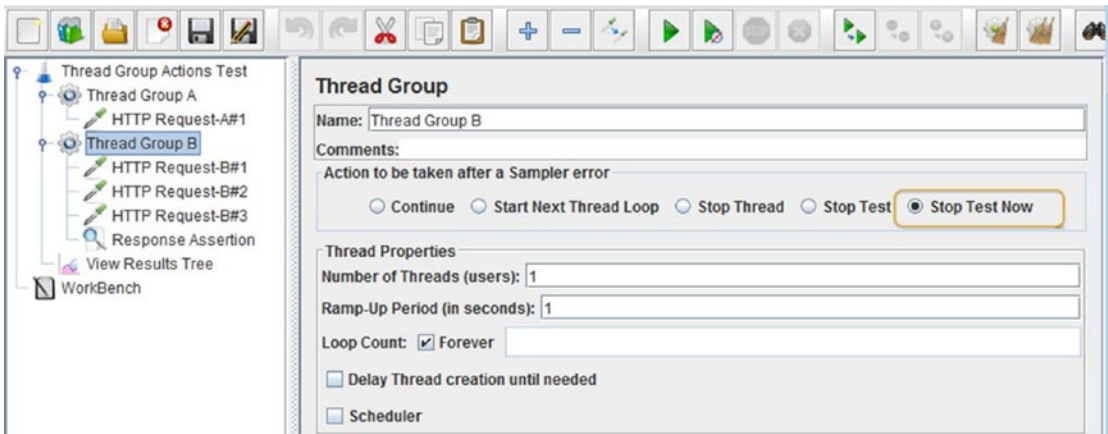 STOP
Thread Group Actions Test
Thread Group A
HTTP Request-A#1
Thread Group B
HTTP Request-B#1
HTTP Request-B#2
HTTP Request-B#3
Response Assertion
View Results Tree
WorkBench
Thread Group
Name: Thread Group B
Comments:
Action to be taken after a Sampler error
Continue Start Next Thread Loop Stop Thread Stop Test Stop Test Now
Thread Properties
Number of Threads (users): 1
Ramp-Up Period (in seconds): 1
Loop Count: Forever
Delay Thread creation until needed
Scheduler